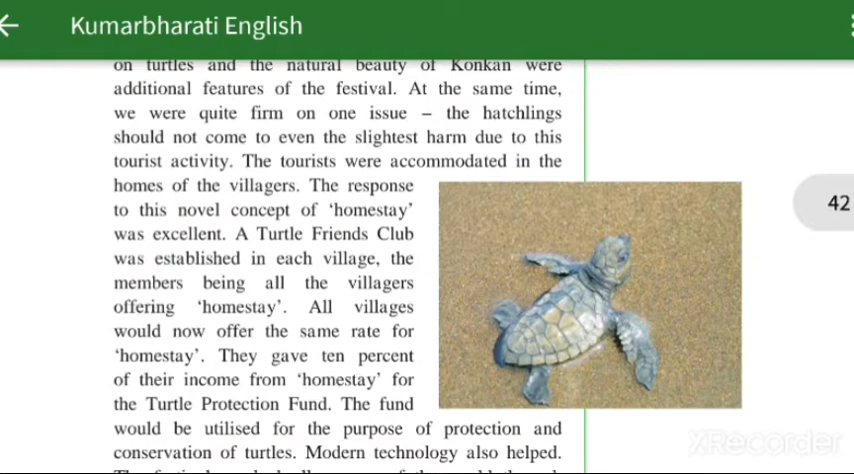 Kumarbharati English
on turtles and the natural beauty of Konkan were
additional features of the festival. At the same time,
we were quite firm on one issue – the hatchlings
should not come to even the slightest harm due to this
tourist activity. The tourists were accommodated in the
homes of the villagers. The response
to this novel concept of ‘homestay’
was excellent. A Turtle Friends Club
was established in each village, the
members being all the villagers
offering ‘homestay’. All villages
would now offer the same rate for
‘homestay’. They gave ten percent
of their income from ‘homestay’ for
the Turtle Protection Fund. The fund
would be utilised for the purpose of protection and
conservation of turtles. Modern technology also helped.
42
XRecorder